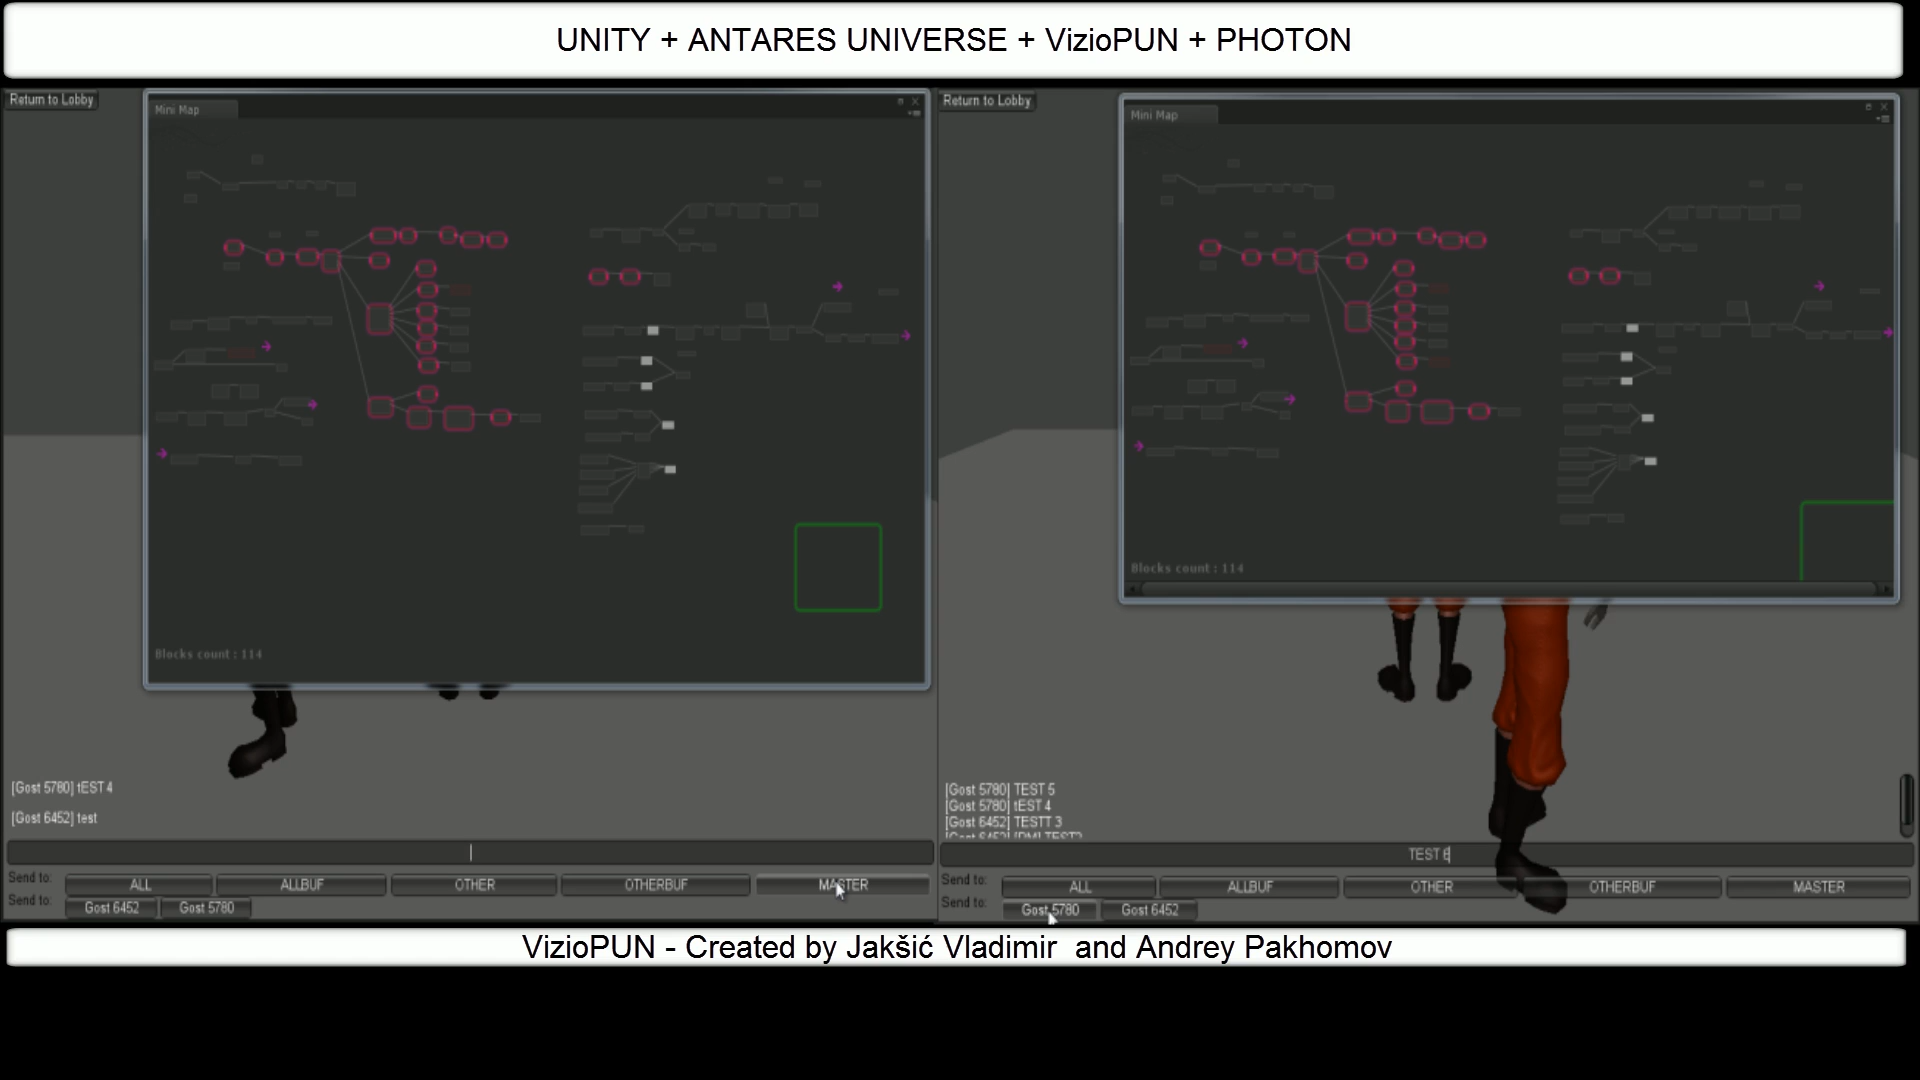 UNITY + ANTARES UNIVERSE + VizioPUN + PHOTON
Return to Lobby
Mini Map
Blocks count : 114
[Gost 5780] tEST 4
[Gost 6452] test
Send to:
ALL
ALLBUF
OTHER
OTHERBUF
MASTER
Send to:
Gost 6452
Gost 5780
Return to Lobby
Mini Map
Blocks count : 114
[Gost 5780] TEST 5
[Gost 5780] tEST 4
[Gost 6452] TESTT 3
[Gost 6452] [PM] TEST2
TEST 6
Send to:
ALL
ALLBUF
OTHER
OTHERBUF
MASTER
Send to:
Gost 5780
Gost 6452
VizioPUN - Created by Jakšić Vladimir  and Andrey Pakhomov